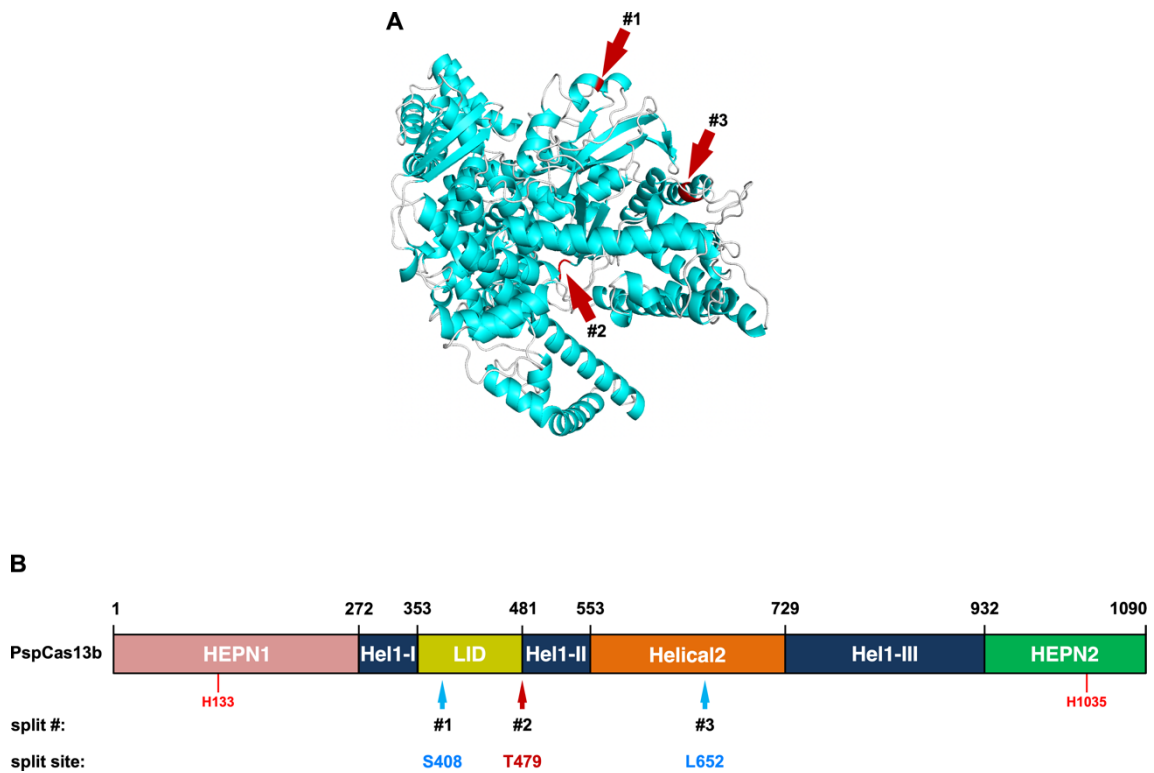 A
#1
#3
#2
B
1 272 353 481 553 729 932 1090
PspCas13b HEPN1 Hel1-I LID Hel1-II Helical2 Hel1-III HEPN2
H133 H1035
split #: #1 #2 #3
split site: S408 T479 L652